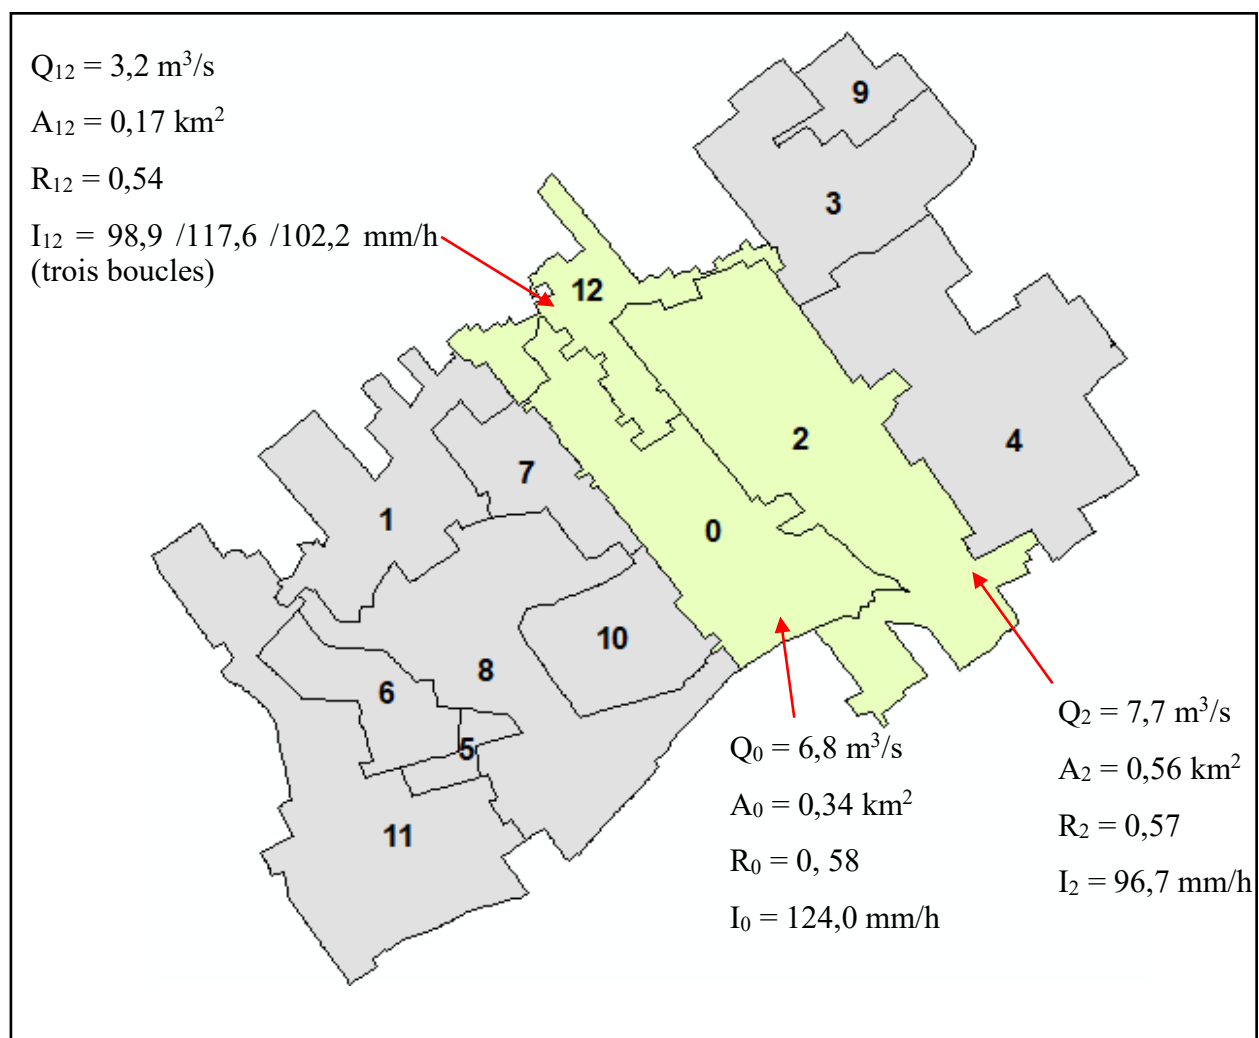 Q12 = 3,2 m3/s
A12 = 0,17 km2
R12 = 0,54
I12 = 98,9 /117,6 /102,2 mm/h
(trois boucles)
9
3
12
2
4
7
1
0
10
8
6
5
11
Q0 = 6,8 m3/s
A0 = 0,34 km2
R0 = 0, 58
I0 = 124,0 mm/h
Q2 = 7,7 m3/s
A2 = 0,56 km2
R2 = 0,57
I2 = 96,7 mm/h